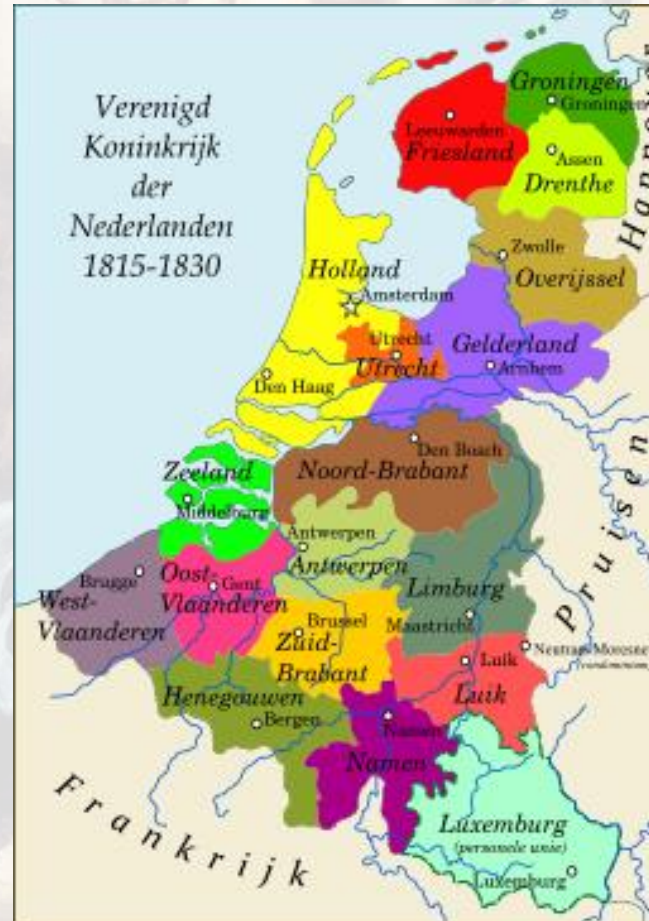 Verenigd
Koninkrijk
der
Nederlanden
1815-1830
Groningen
Groningen
Leeuwarden
Friesland
Assen
Drenthe
Zwolle
Overijssel
Holland
Amsterdam
Utrecht
Utrecht
Gelderland
Arnhem
Den Haag
Den Bosch
Noord-Brabant
Zeeland
Middelburg
Antwerpen
Antwerpen
Brugge
West-
Vlaanderen
Oost-
Gent
Vlaanderen
Limburg
Maastricht
Brussel
Zuid-
Brabant
Luik
Luik
Neutraal Moresnet
(condominium)
Henegouwen
Bergen
Namen
Namen
Luxemburg
(personele unie)
Luxemburg
Pruisen
Frankrijk